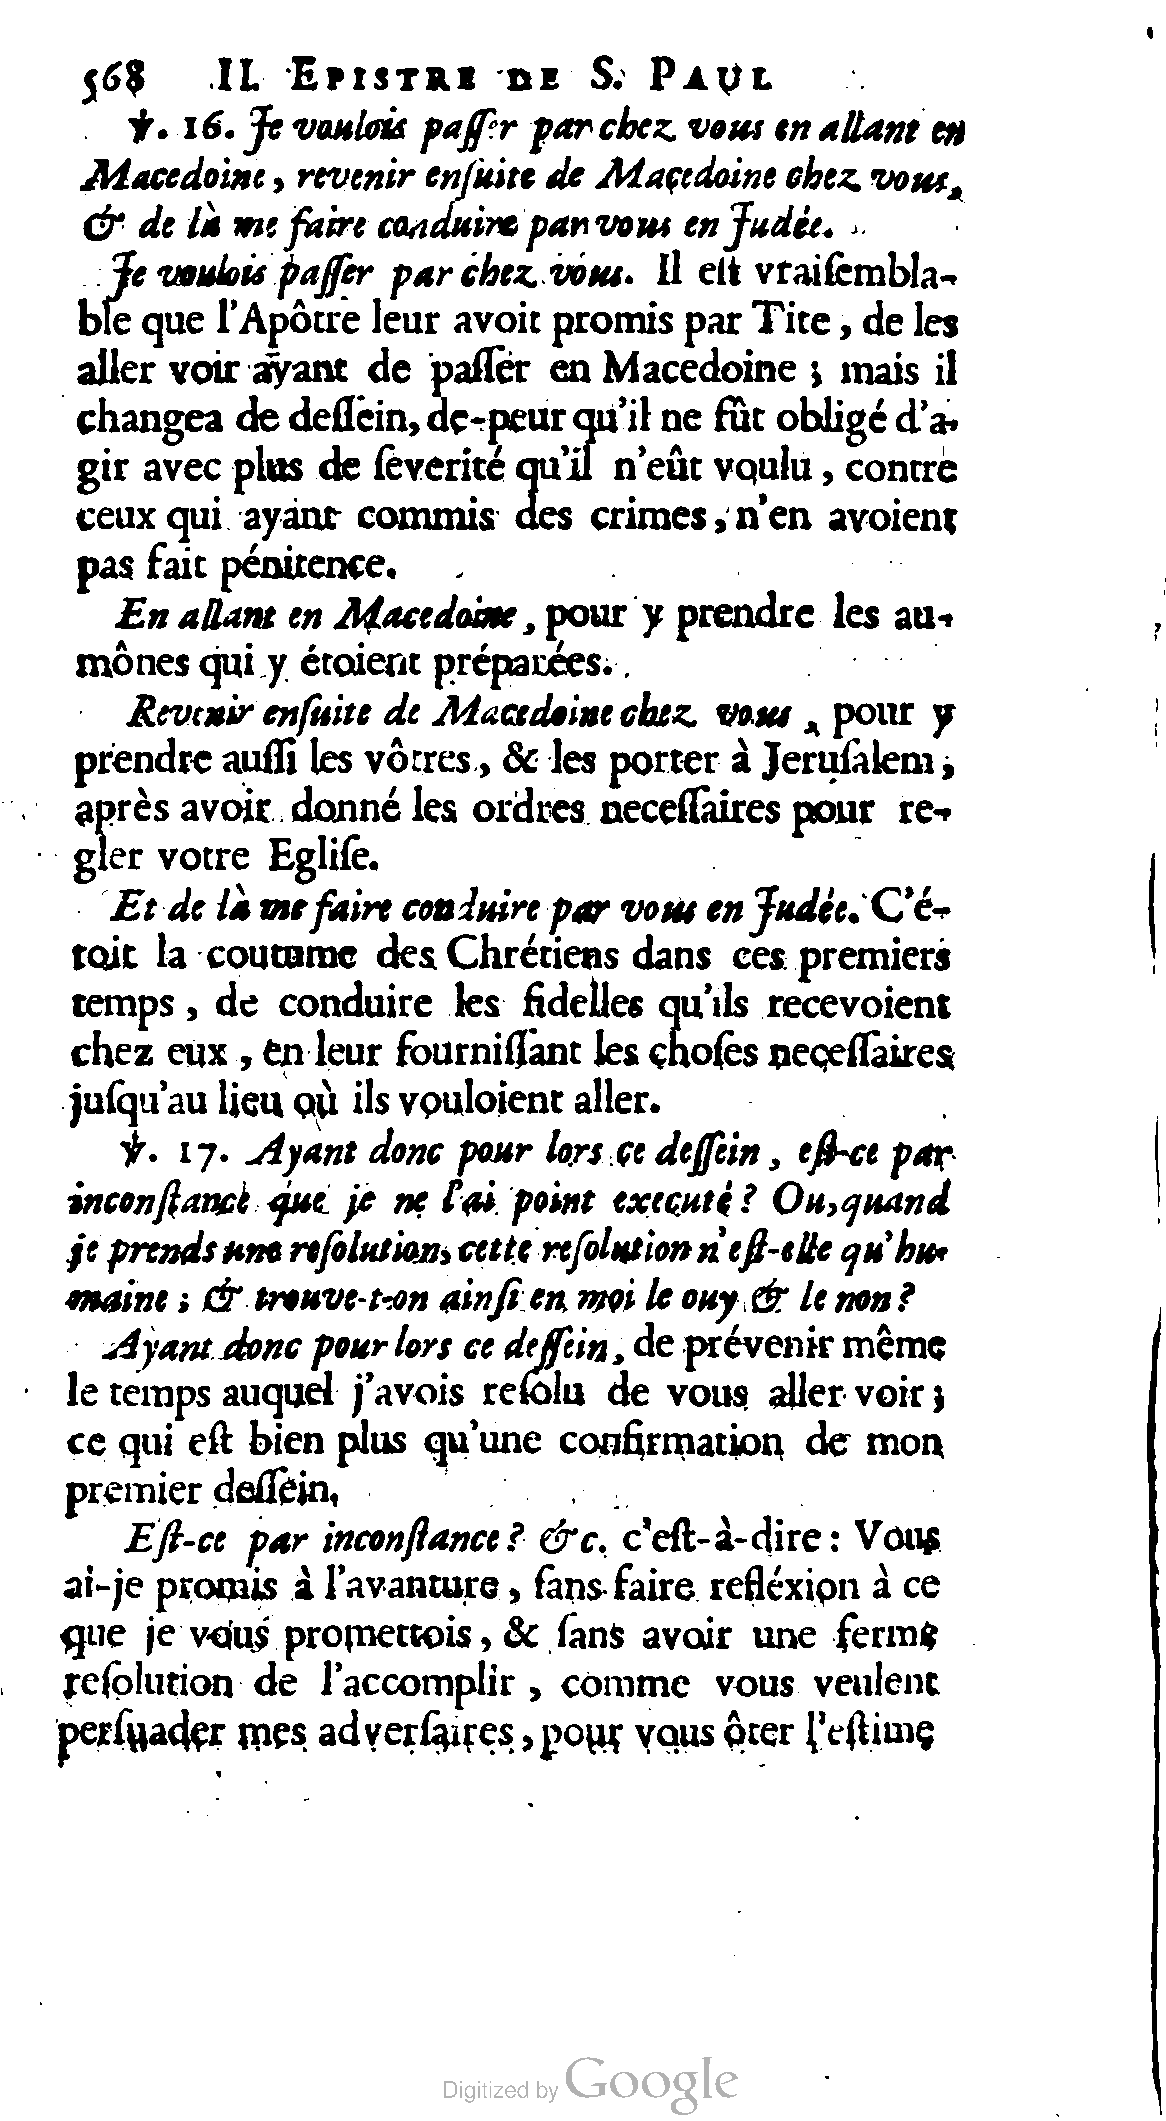 568 II. EPISTRE DE S. PAUL
℣. 16. Je voulois paſſer par chez vous en allant en
Macedoine, revenir enſuite de Macedoine chez vous,
& de là me faire conduire par vous en Judée.
Je voulois paſſer par chez vous. Il eſt vraiſembla-
ble que l'Apôtre leur avoit promis par Tite, de les
aller voir ayant de paſſer en Macedoine; mais il
changea de deſſein, de-peur qu'il ne fût obligé d'a-
gir avec plus de ſeverité qu'il n'eût voulu, contre
ceux qui ayant commis des crimes, n'en avoient
pas fait pénitence.
En allant en Macedoine, pour y prendre les au-
mônes qui y étoient préparées.
Revenir enſuite de Macedoine chez vous, pour y
prendre auſſi les vôtres, & les porter à Jeruſalem;
après avoir donné les ordres neceſſaires pour re-
gler votre Egliſe.
Et de là me faire conduire par vous en Judée. C'é-
toit la coutume des Chrétiens dans ces premiers
temps, de conduire les fidelles qu'ils recevoient
chez eux, en leur fourniſſant les choſes neceſſaires
juſqu'au lieu où ils vouloient aller.
℣. 17. Ayant donc pour lors ce deſſein, eſt-ce par
inconſtance que je ne l'ai point executé? Ou, quand
je prends une reſolution, cette reſolution n'eſt-elle qu'hu-
maine; & trouve-t-on ainſi en moi le ouy & le non?
Ayant donc pour lors ce deſſein, de prévenir même
le temps auquel j'avois reſolu de vous aller voir;
ce qui eſt bien plus qu'une confirmation de mon
premier deſſein.
Eſt-ce par inconſtance? &c. c'eſt-à-dire: Vous
ai-je promis à l'avanture, ſans faire refléxion à ce
que je vous promettois, & ſans avoir une ferme
reſolution de l'accomplir, comme vous veulent
perſuader mes adverſaires, pour vous ôter l'eſtime
Digitized by Google